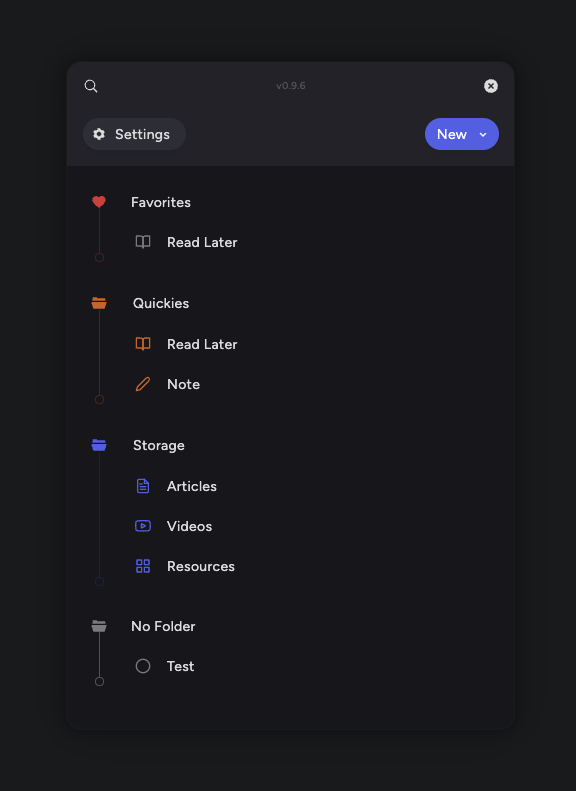 v0.9.6
Settings
New
Favorites
Read Later
Quickies
Read Later
Note
Storage
Articles
Videos
Resources
No Folder
Test